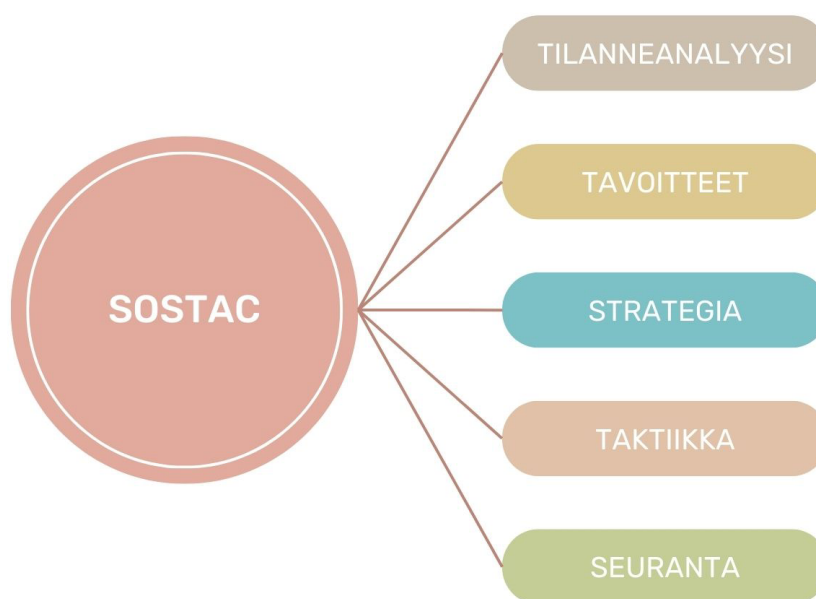 SOSTAC
TILANNEANALYYSI
TAVOITTEET
STRATEGIA
TAKTIIKKA
SEURANTA